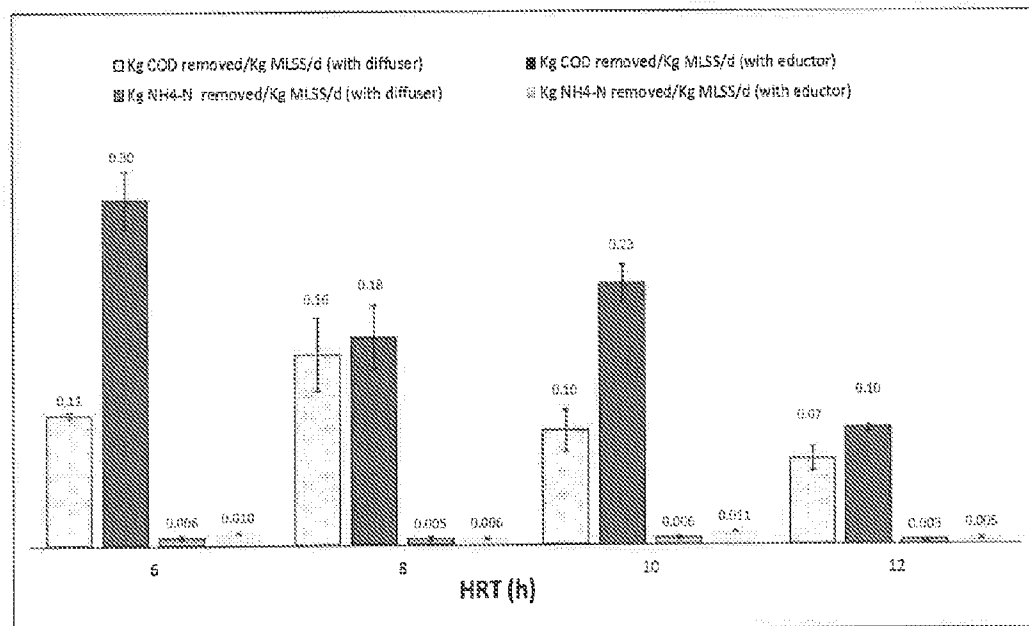 Kg COD removed/Kg MLSS/d (with diffuser) Kg COD removed/Kg MLSS/d (with eductor)
Kg NH4-N removed/Kg MLSS/d (with diffuser) Kg NH4-N removed/Kg MLSS/d (with eductor)
0.30
0.23
0.16 0.18
0.11 0.10 0.07 0.10
0.006 0.010 0.005 0.006 0.006 0.011 0.003 0.005
6 8 10 12
HRT (h)